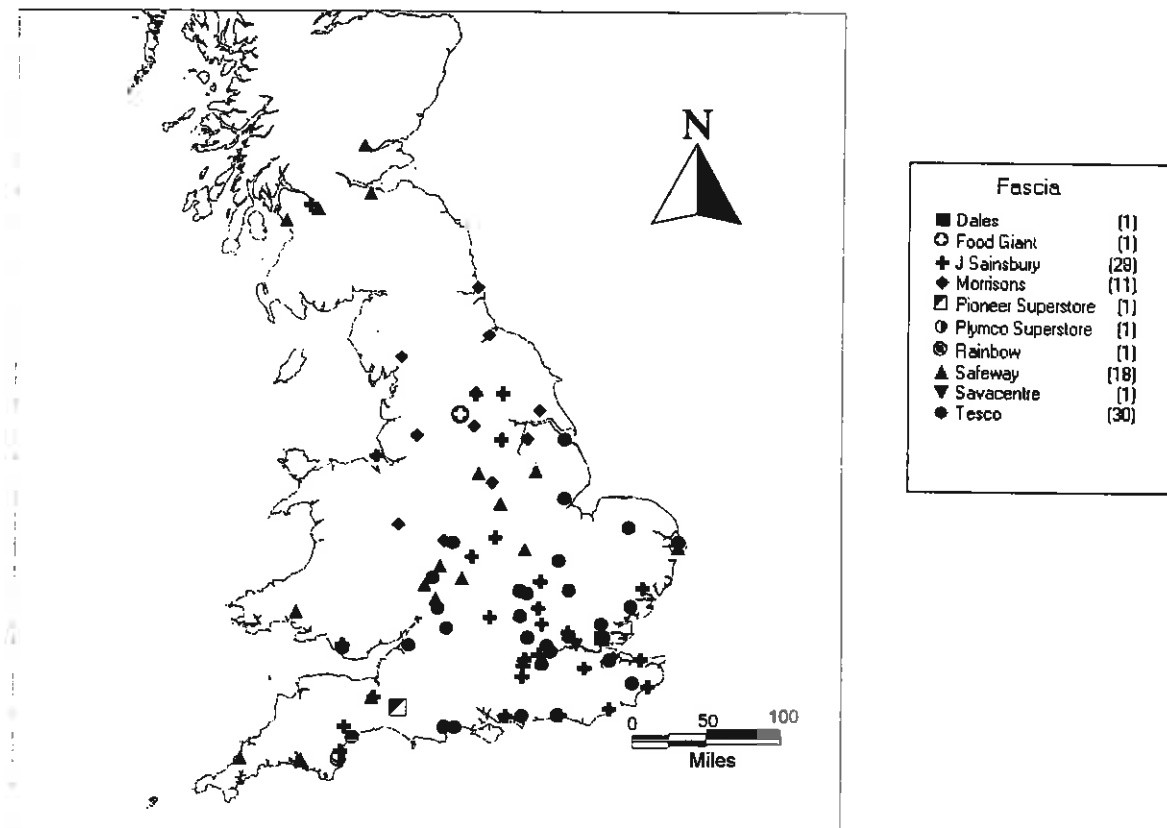 N
Fascia
Dales (1)
Food Giant (1)
J Sainsbury (29)
Morrisons (11)
Pioneer Superstore (1)
Plymco Superstore (1)
Rainbow (1)
Safeway (18)
Savacentre (1)
Tesco (30)
0 50 100
Miles